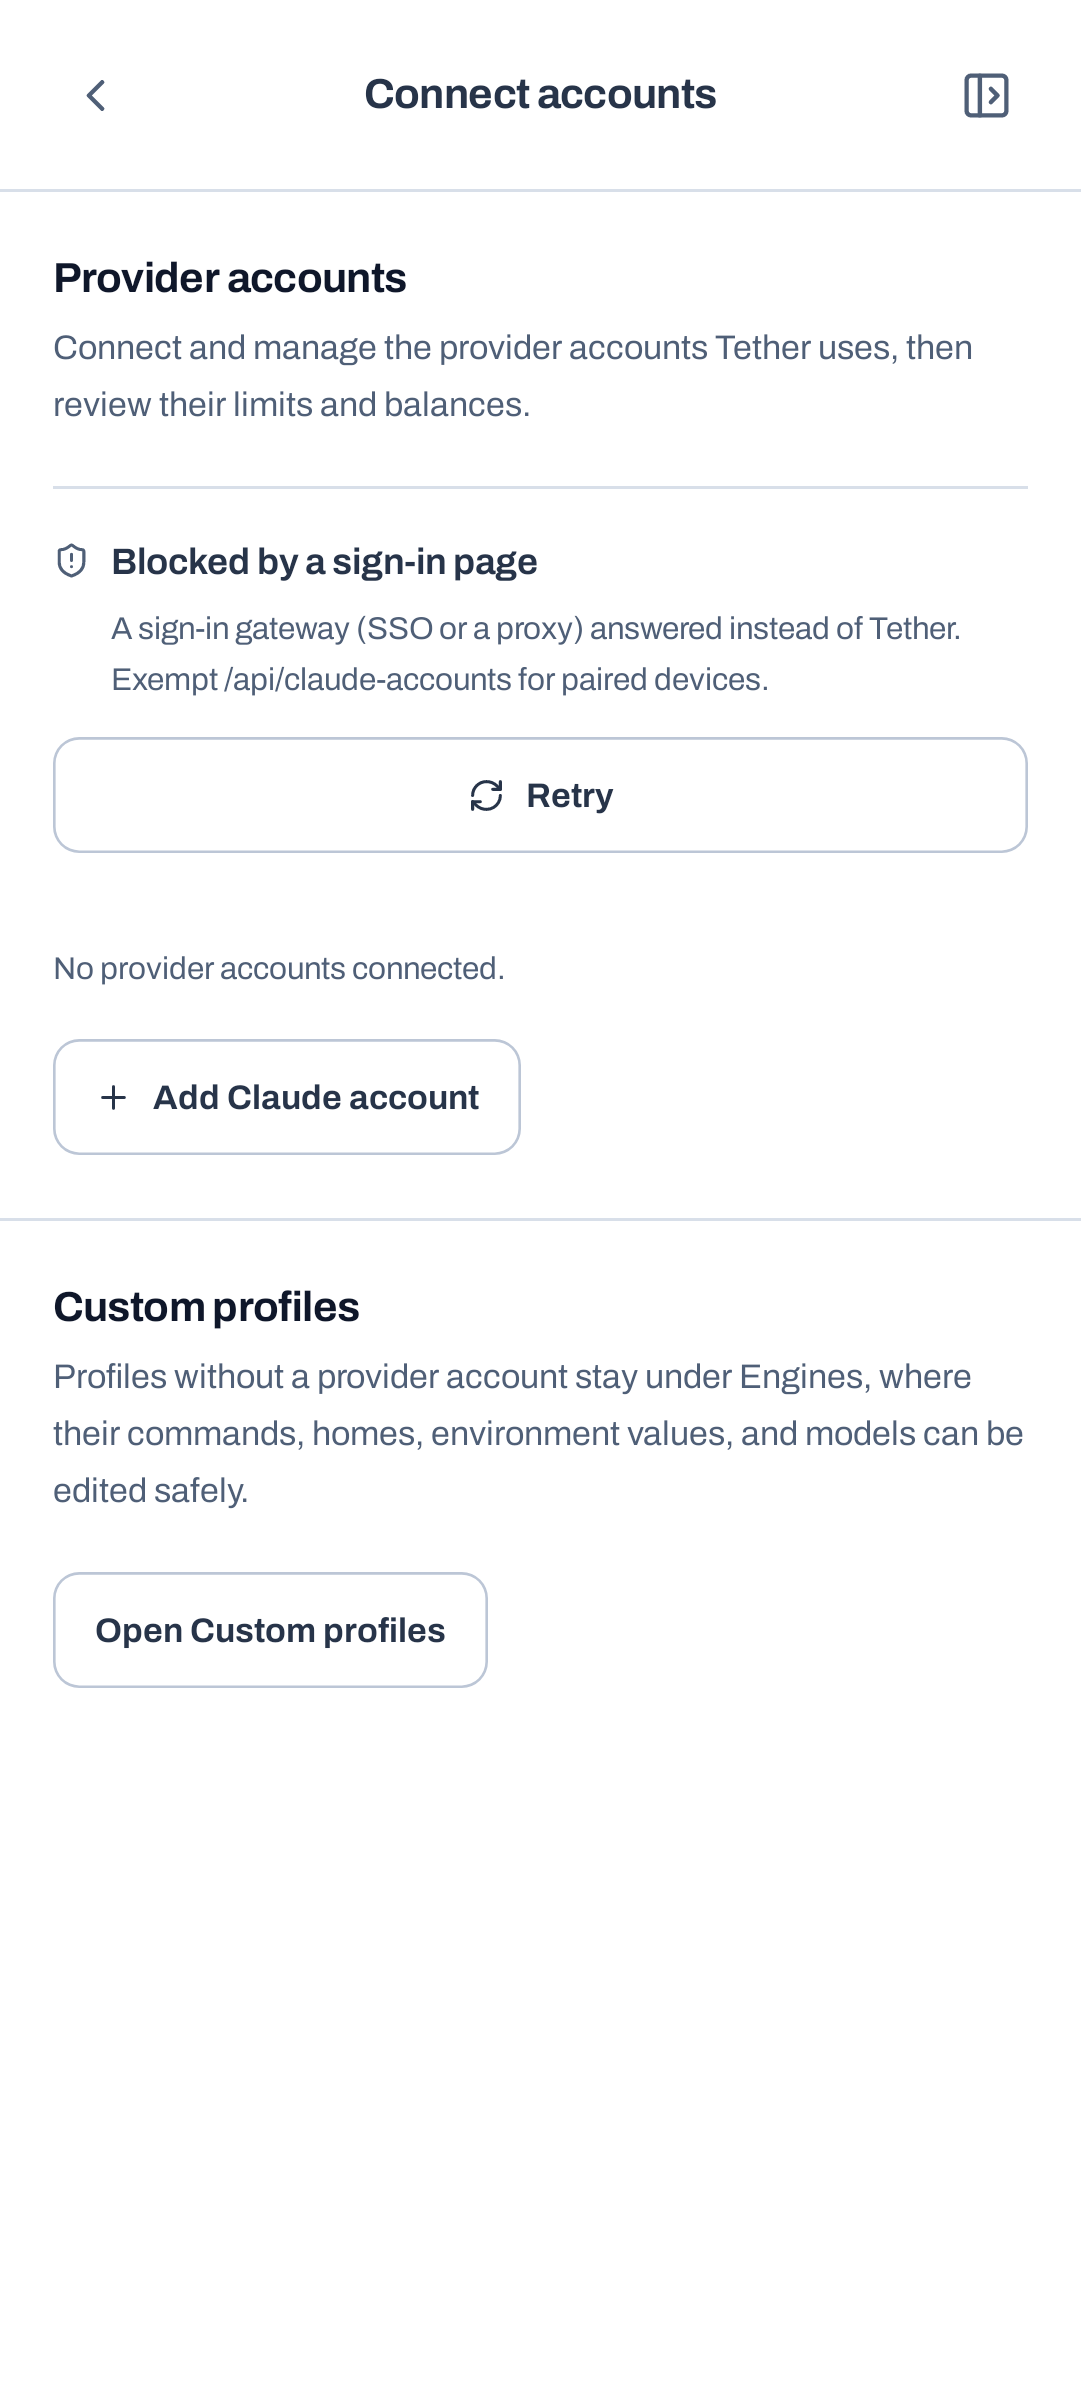 Connect accounts
Provider accounts
Connect and manage the provider accounts Tether uses, then
review their limits and balances.
Blocked by a sign-in page
A sign-in gateway (SSO or a proxy) answered instead of Tether.
Exempt /api/claude-accounts for paired devices.
Retry
No provider accounts connected.
Add Claude account
Custom profiles
Profiles without a provider account stay under Engines, where
their commands, homes, environment values, and models can be
edited safely.
Open Custom profiles